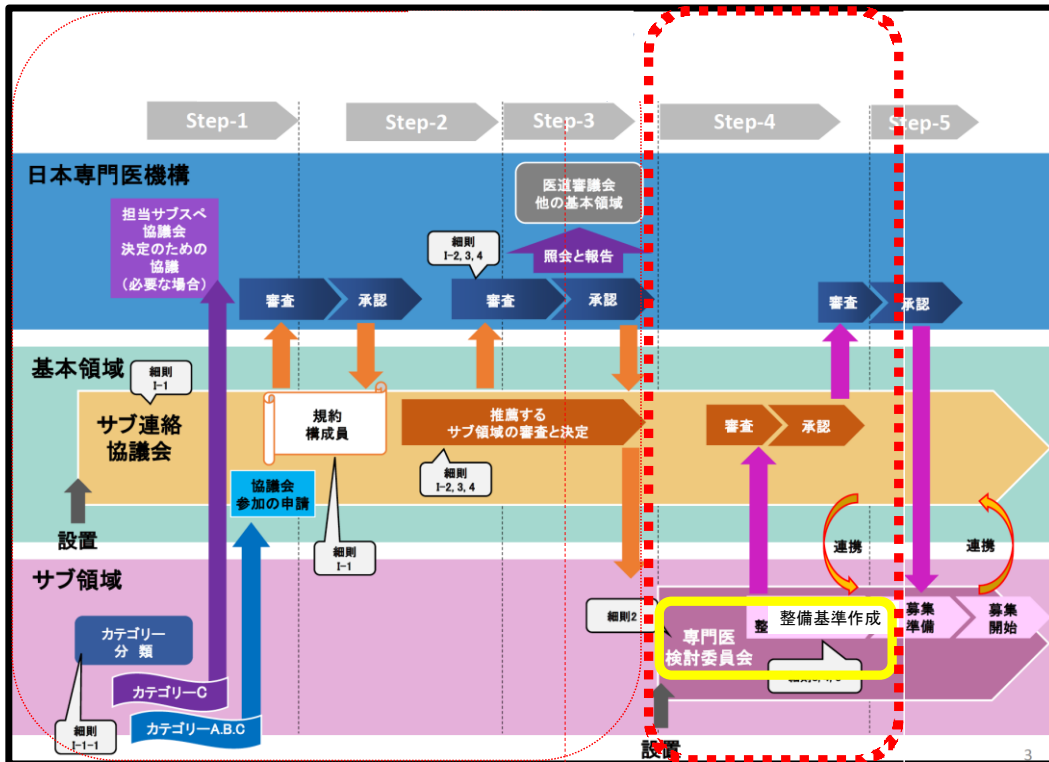 Step-1
Step-2
Step-3
Step-4
Step-5
日本専門医機構
担当サブスペ
協議会
決定のための
協議
(必要な場合)
医道審議会
他の基本領域
細則
I-2, 3, 4
照会と報告
審査
承認
審査
承認
審査
承認
基本領域
細則
I-1
サブ連絡
協議会
規約
構成員
推薦する
サブ領域の審査と決定
審査
承認
細則
I-2, 3, 4
協議会
参加の申請
設置
細則
I-1
連携
連携
サブ領域
カテゴリー
分 類
細則2
専門医
検討委員会
整
整備基準作成
募集
準備
募集
開始
カテゴリーC
カテゴリーA.B.C
細則
I-1-1
設置
3